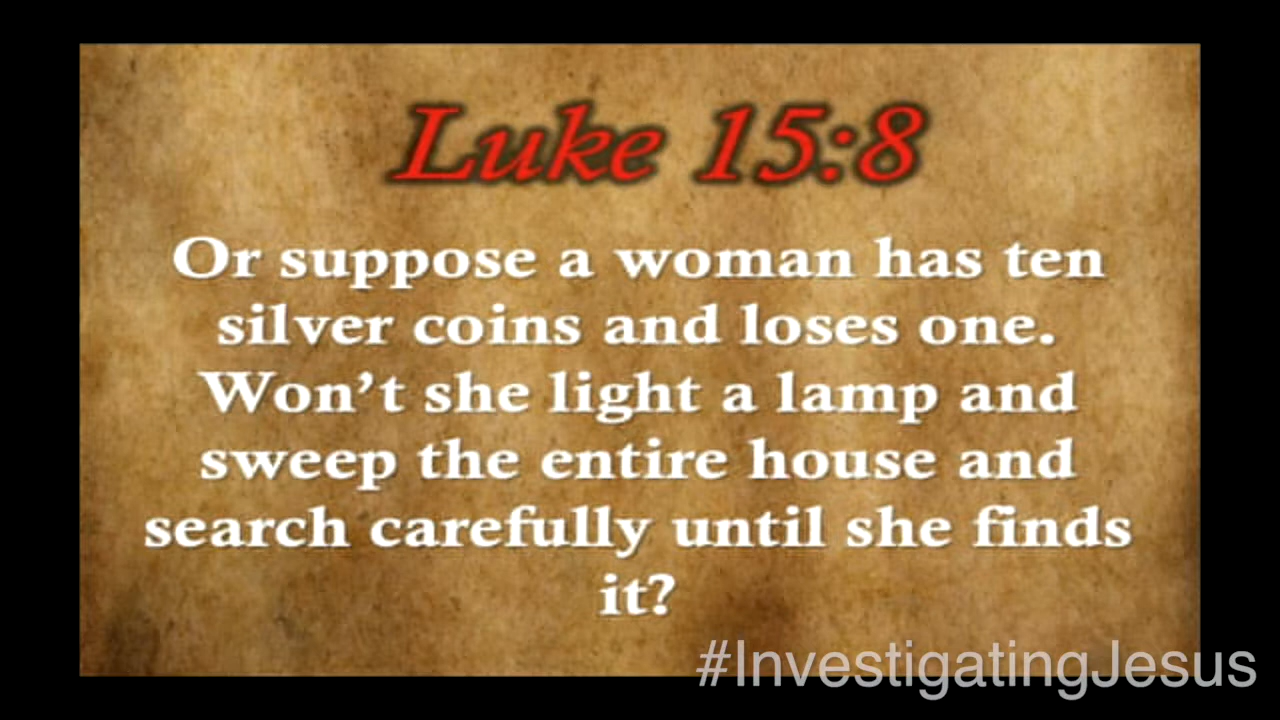 Luke 15:8
Or suppose a woman has ten
silver coins and loses one.
Won’t she light a lamp and
sweep the entire house and
search carefully until she finds
it?
#InvestigatingJesus